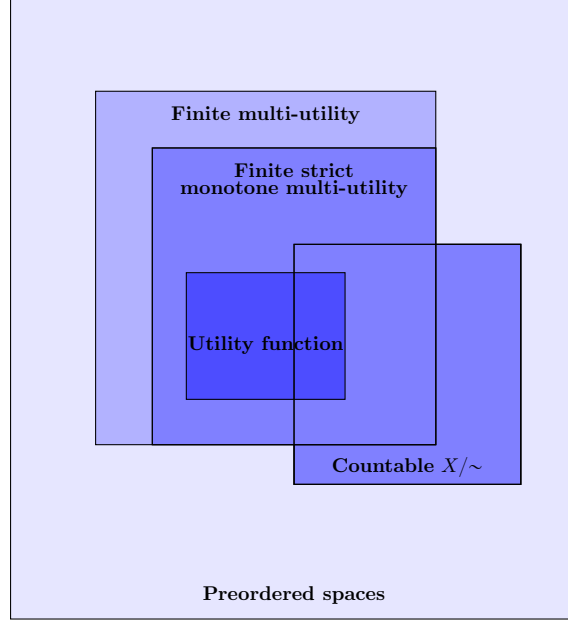 Finite multi-utility
Finite strict
monotone multi-utility
Utility function
Countable X/∼
Preordered spaces